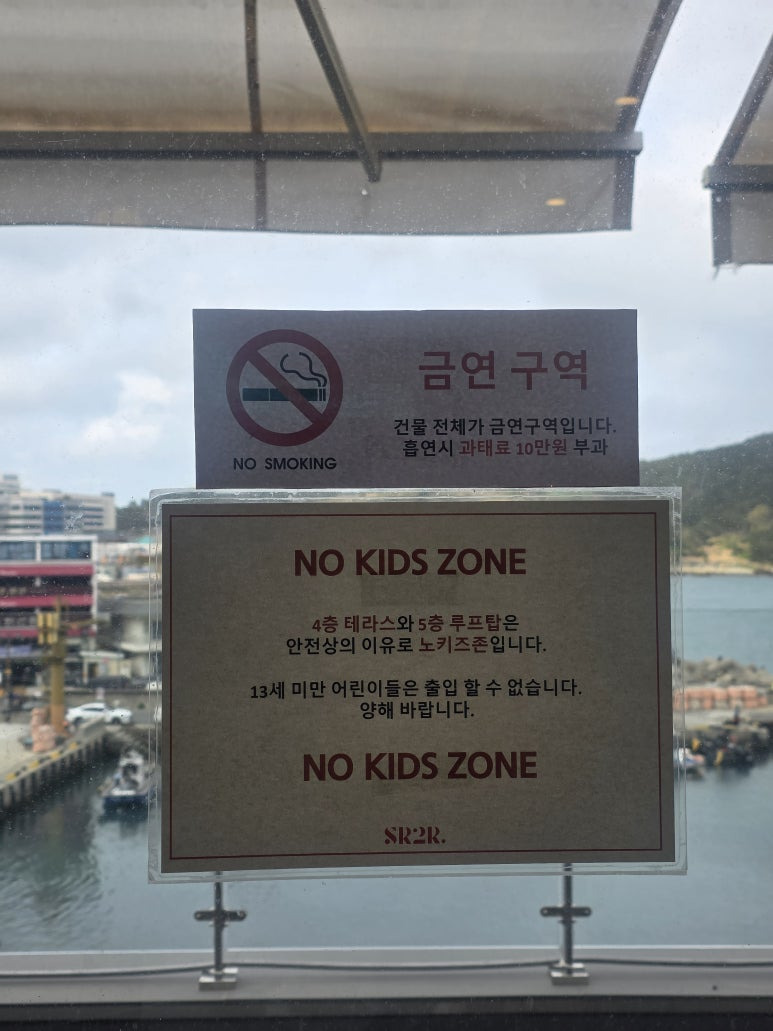 금연 구역
건물 전체가 금연구역입니다.
흡연시 과태료 10만원 부과
NO SMOKING
NO KIDS ZONE
4층 테라스와 5층 루프탑은
안전상의 이유로 노키즈존입니다.
13세 미만 어린이들은 출입 할 수 없습니다.
양해 바랍니다.
NO KIDS ZONE
SR2R.